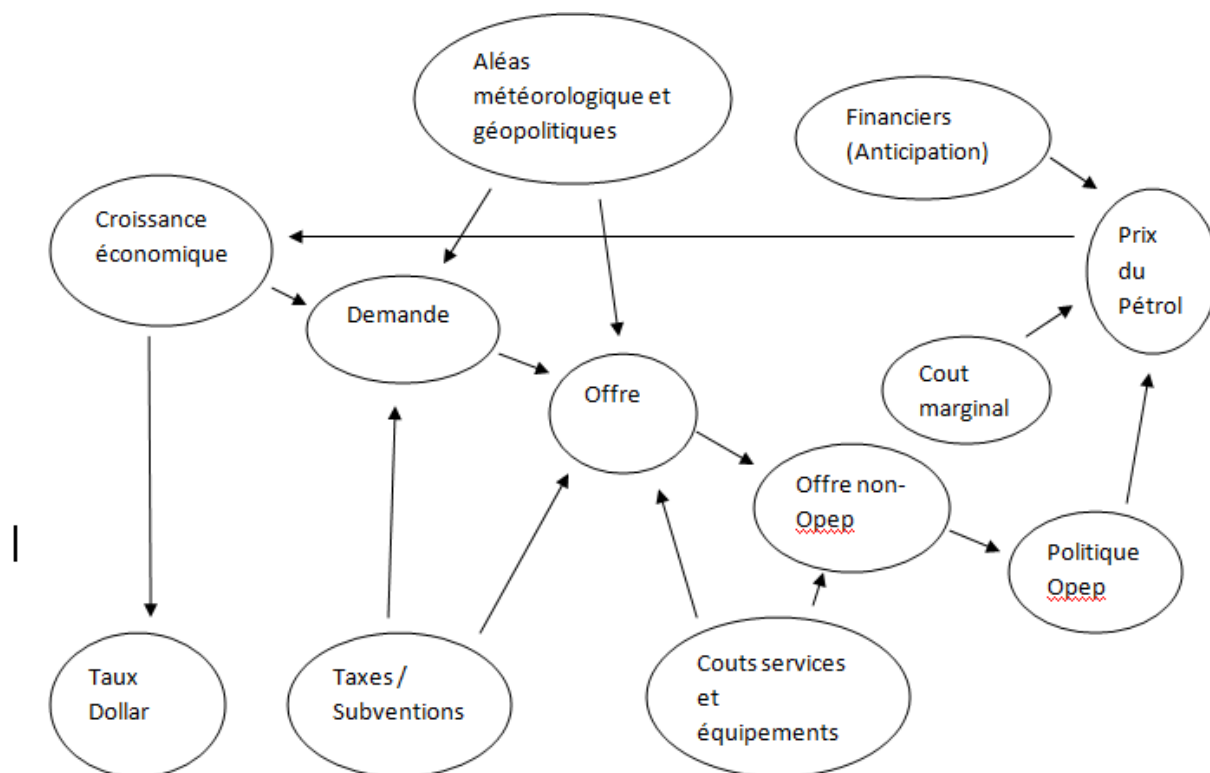 Aléas
météorologique et
géopolitiques
Financiers
(Anticipation)
Croissance
économique
Prix
du
Pétrol
Demande
Cout
marginal
Offre
Offre non-
Opep
Politique
Opep
Taux
Dollar
Taxes /
Subventions
Couts services
et
équipements